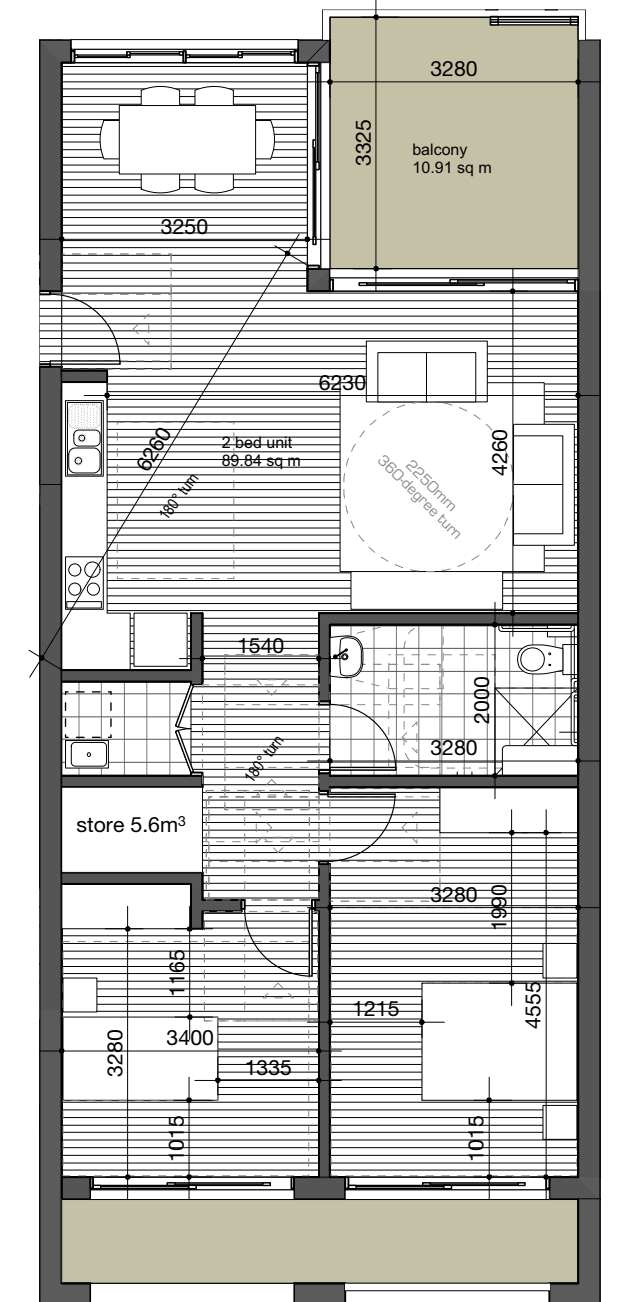 3280
3325
balcony
10.91 sq m
3250
6230
6260
2 bed unit
89.84 sq m
4260
180° turn
2250mm
360-degree turn
1540
2000
3280
180° turn
store 5.6m³
3280
1990
1165
4555
1215
3400
3280
1335
1015
1015